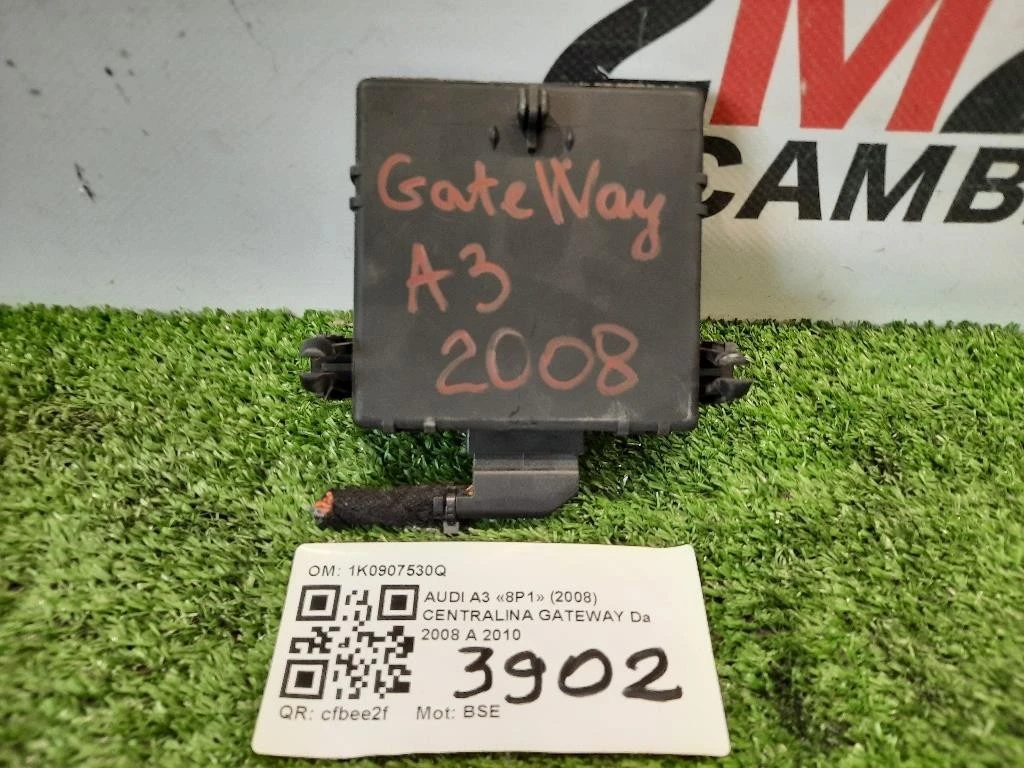 M
CAMB
GateWay
A3
2008
OM: 1K0907530Q
AUDI A3 «8P1» (2008)
CENTRALINA GATEWAY Da
2008 A 2010
3902
QR: cfbee2f Mot: BSE